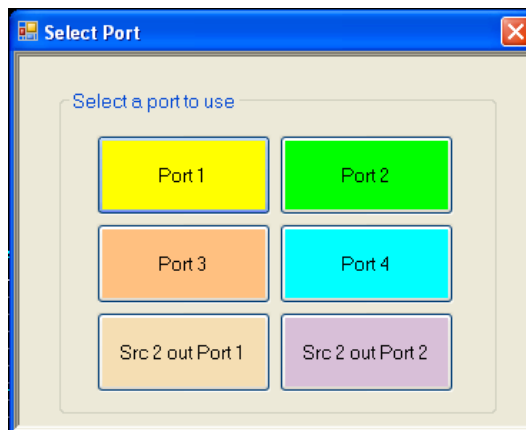 Select Port
Select a port to use
Port 1
Port 2
Port 3
Port 4
Src 2 out Port 1
Src 2 out Port 2